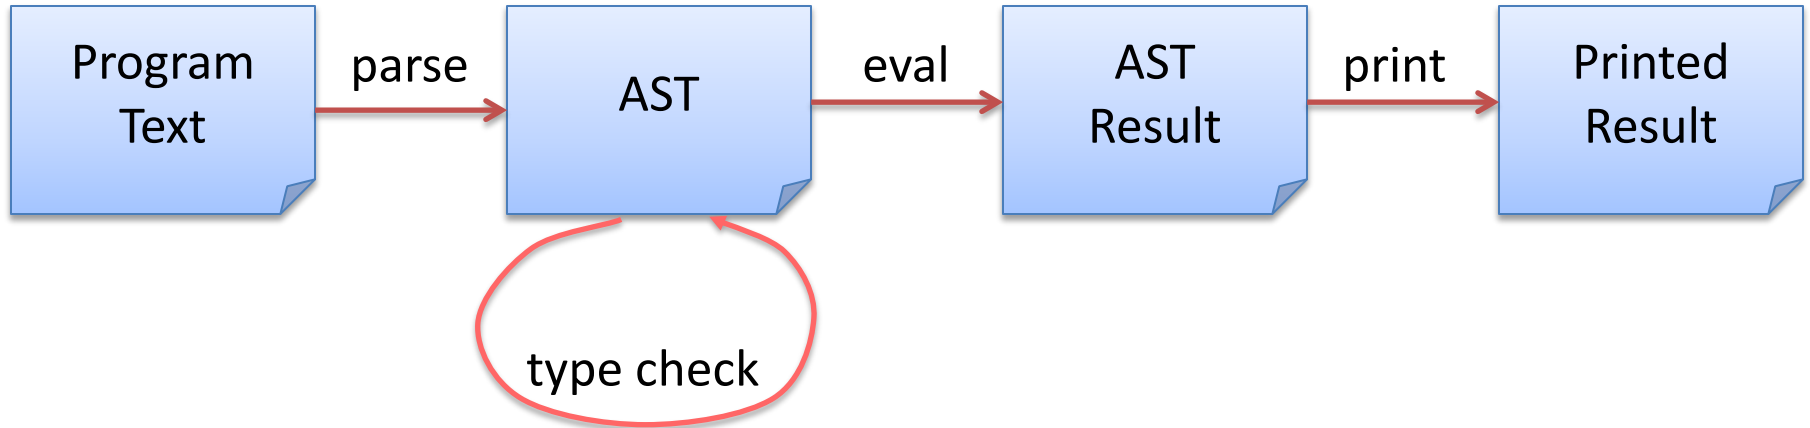 Program
Text
parse
AST
eval
AST
Result
print
Printed
Result
type check